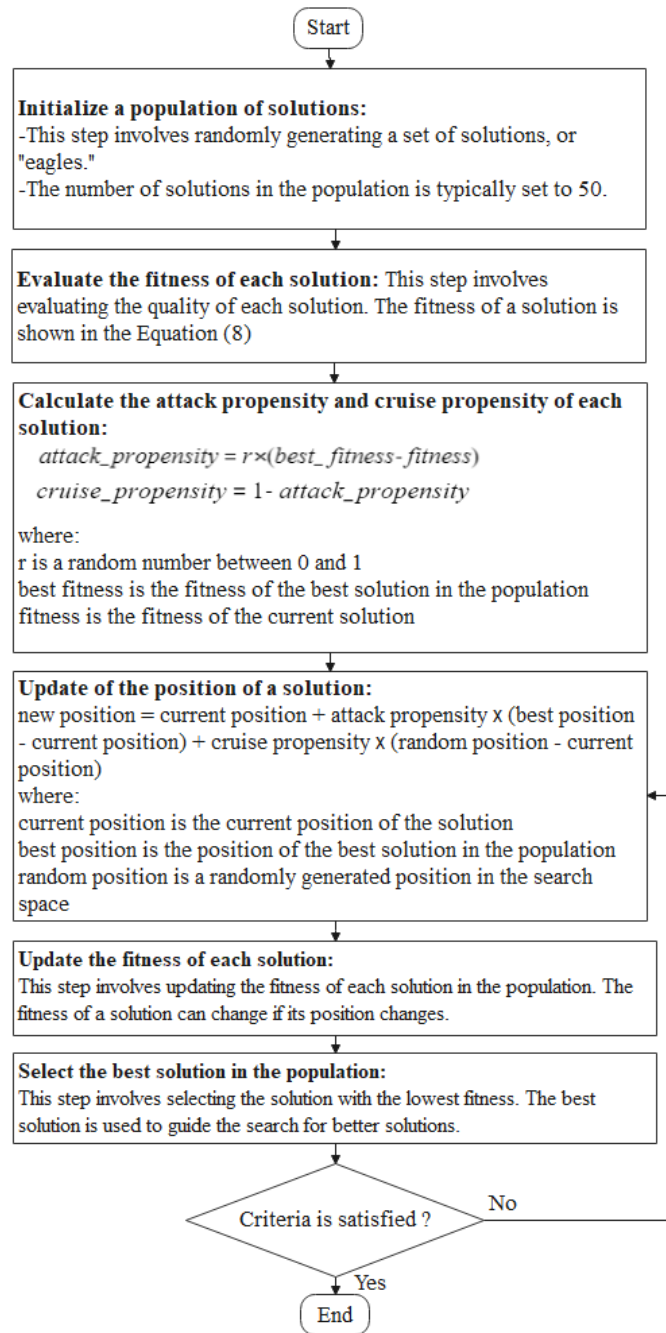 Start
Initialize a population of solutions:
-This step involves randomly generating a set of solutions, or
"eagles."
-The number of solutions in the population is typically set to 50.
Evaluate the fitness of each solution: This step involves
evaluating the quality of each solution. The fitness of a solution is
shown in the Equation (8)
Calculate the attack propensity and cruise propensity of each
solution:
attack_propensity = r×(best_fitness-fitness)
cruise_propensity = 1- attack_propensity
where:
r is a random number between 0 and 1
best fitness is the fitness of the best solution in the population
fitness is the fitness of the current solution
Update of the position of a solution:
new position = current position + attack propensity x (best position
- current position) + cruise propensity x (random position - current
position)
where:
current position is the current position of the solution
best position is the position of the best solution in the population
random position is a randomly generated position in the search
space
Update the fitness of each solution:
This step involves updating the fitness of each solution in the population. The
fitness of a solution can change if its position changes.
Select the best solution in the population:
This step involves selecting the solution with the lowest fitness. The best
solution is used to guide the search for better solutions.
Criteria is satisfied ?
No
Yes
End